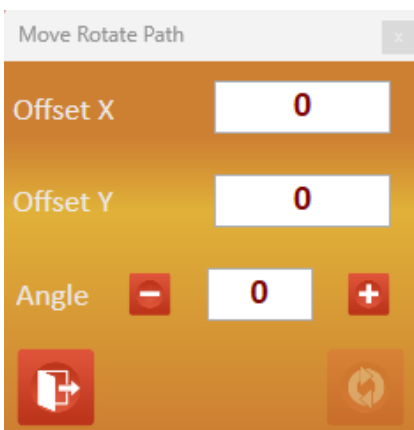 Move Rotate Path x
Offset X 0
Offset Y 0
Angle - 0 +